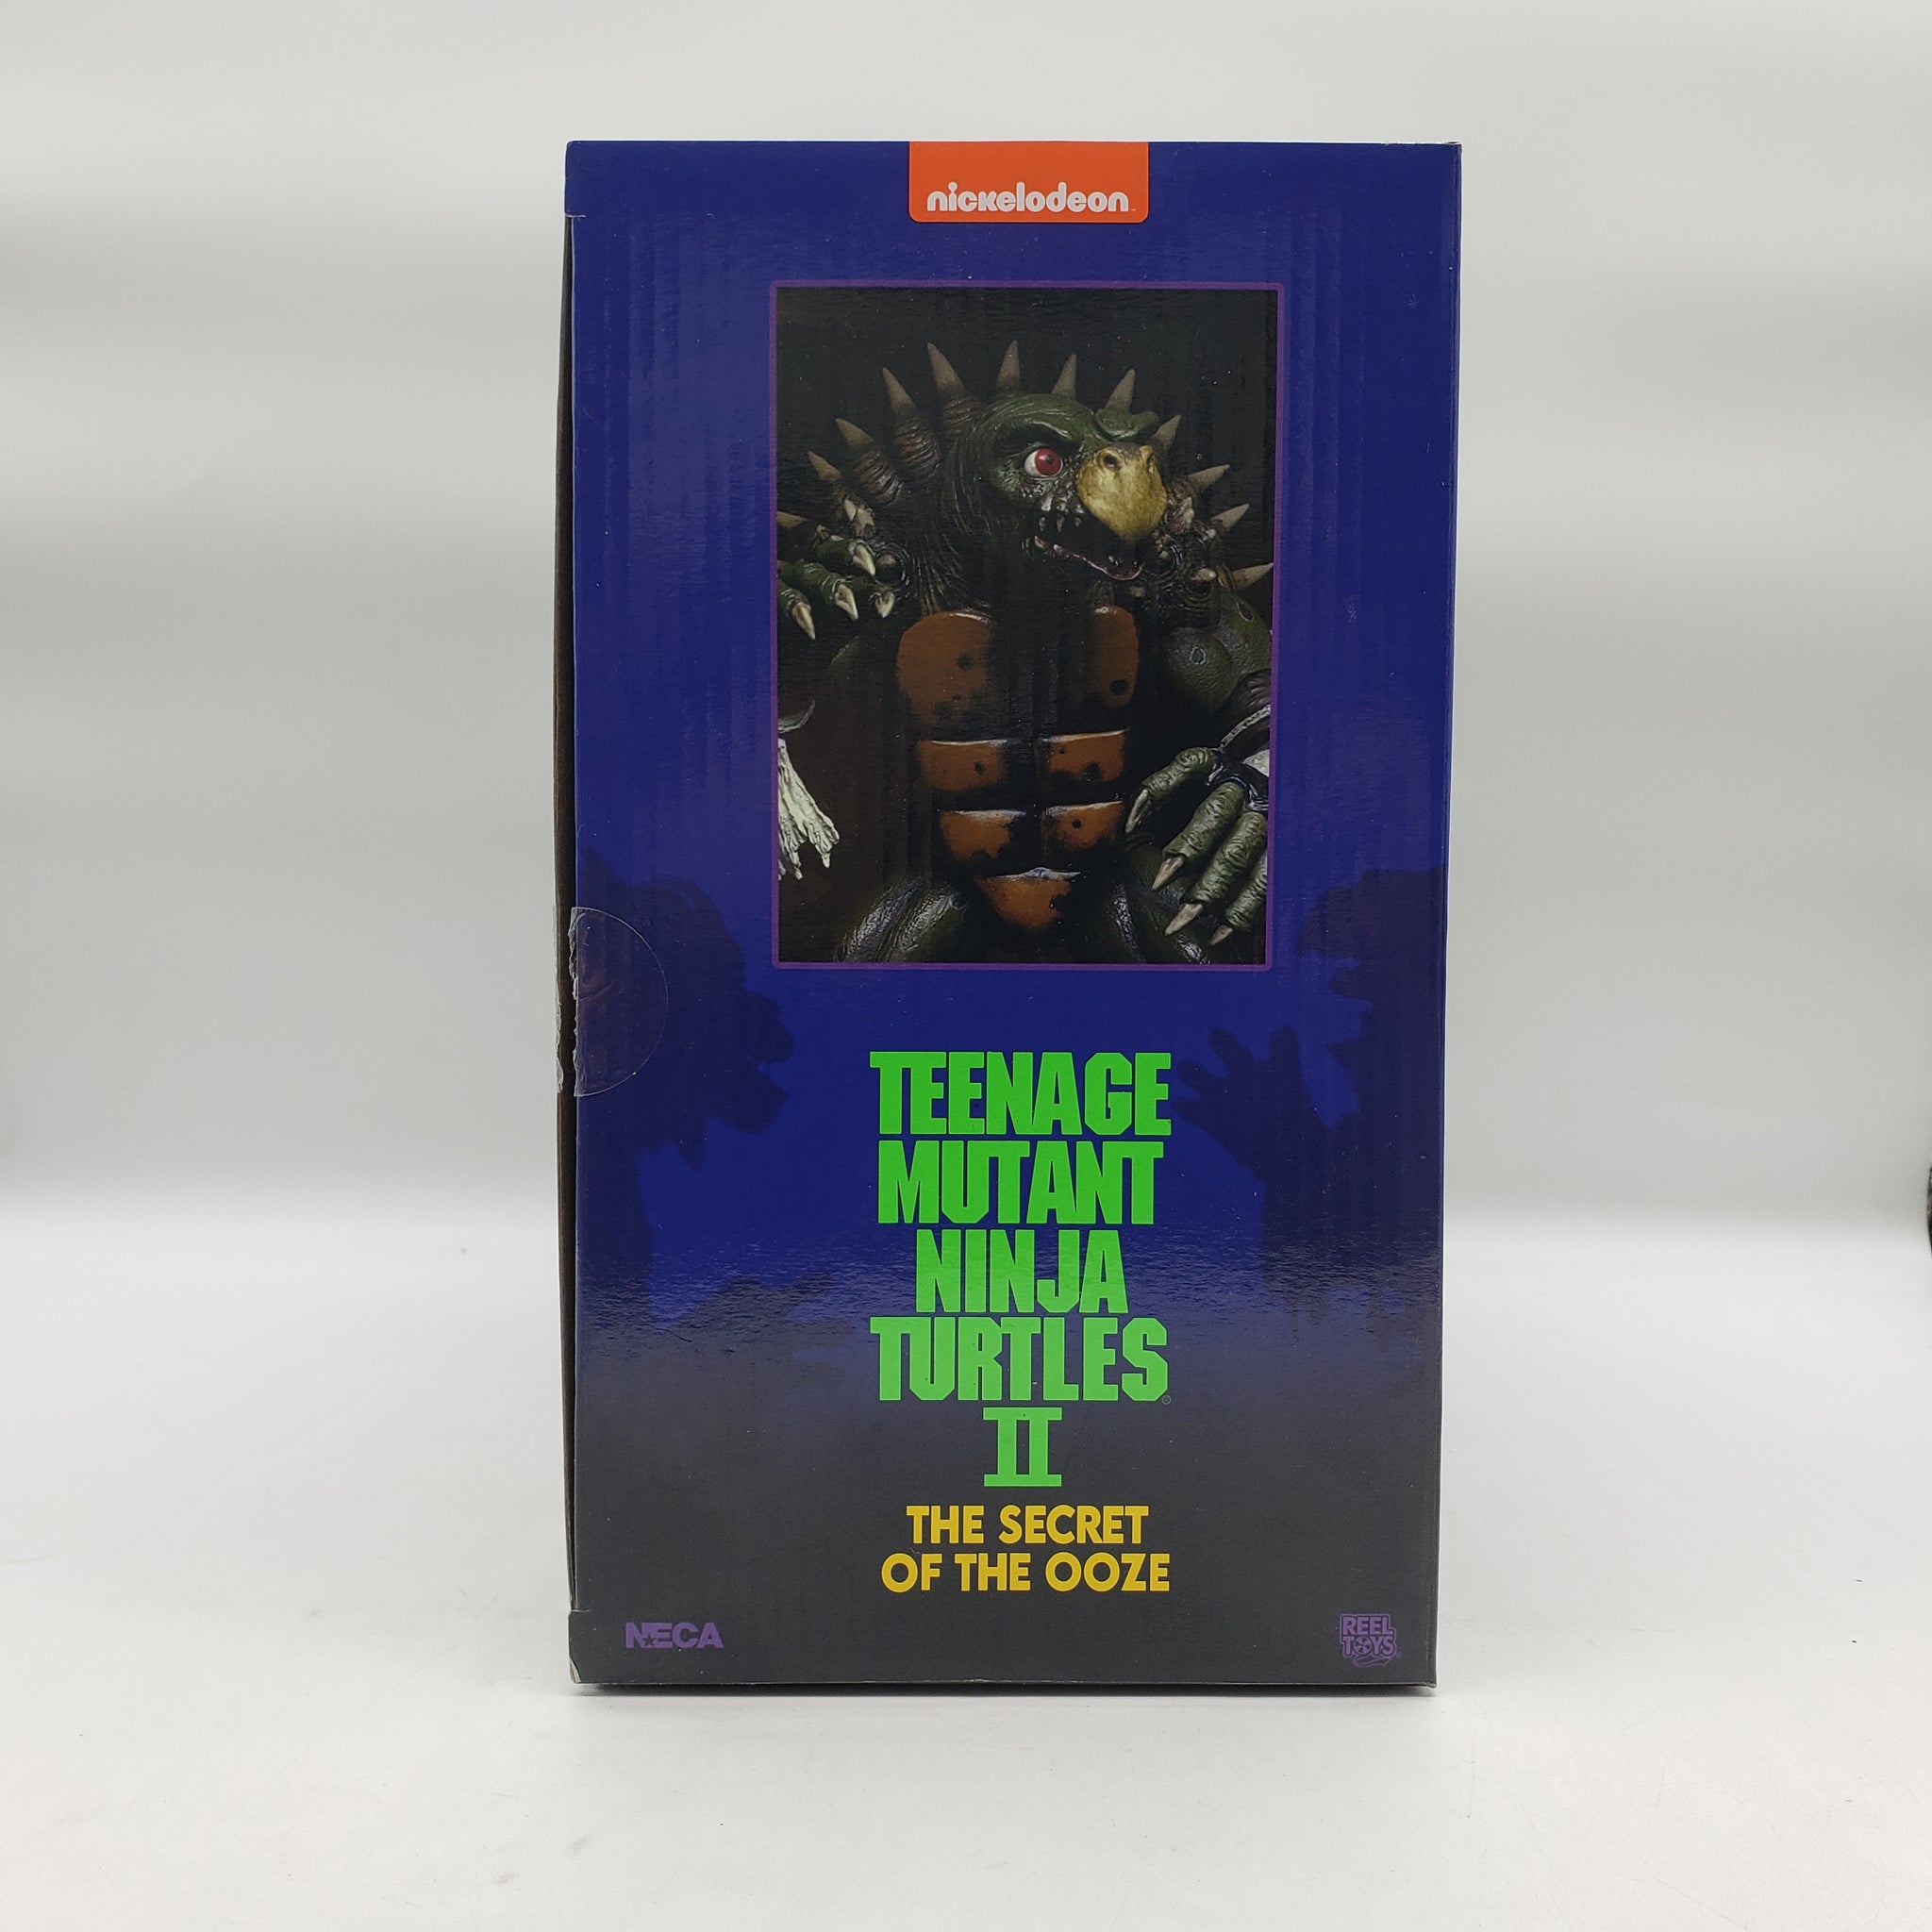 nickelodeon
TEENAGE
MUTANT
NINJA
TURTLES®
II
THE SECRET
OF THE OOZE
NECA
REEL
TOYS